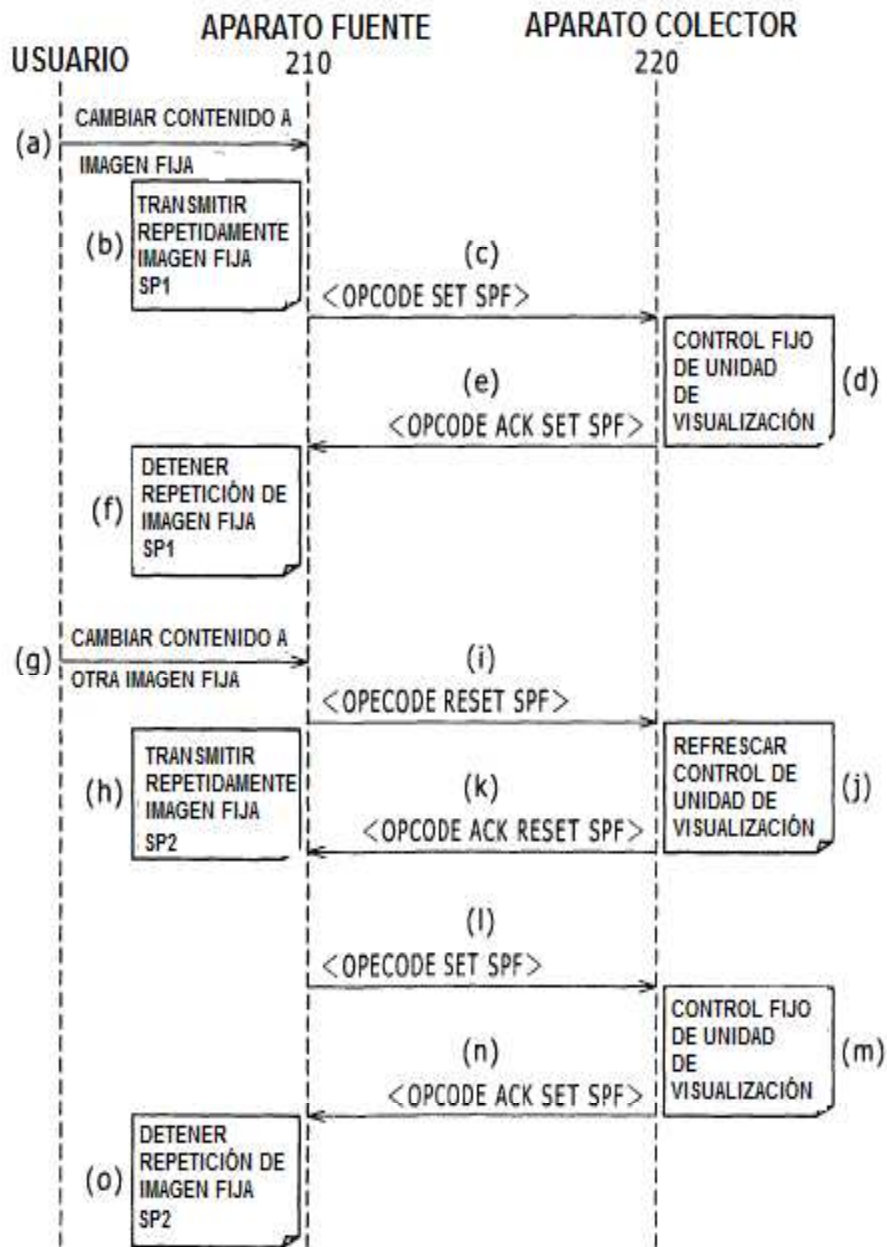 USUARIO
APARATO FUENTE
210
APARATO COLECTOR
220
(a)
CAMBIAR CONTENIDO A
IMAGEN FIJA
(b)
TRANSMITIR
REPETIDAMENTE
IMAGEN FIJA
SP1
(c)
<OPCODE SET SPF>
CONTROL FIJO
DE UNIDAD
DE
VISUALIZACIÓN
(d)
(e)
<OPCODE ACK SET SPF>
(f)
DETENER
REPETICIÓN DE
IMAGEN FIJA
SP1
(g)
CAMBIAR CONTENIDO A
OTRA IMAGEN FIJA
(i)
<OPECODE RESET SPF>
(h)
TRANSMITIR
REPETIDAMENTE
IMAGEN FIJA
SP2
REFRESCAR
CONTROL DE
UNIDAD DE
VISUALIZACIÓN
(j)
(k)
<OPCODE ACK RESET SPF>
(l)
<OPECODE SET SPF>
CONTROL FIJO
DE UNIDAD
DE
VISUALIZACIÓN
(m)
(n)
<OPCODE ACK SET SPF>
(o)
DETENER
REPETICIÓN DE
IMAGEN FIJA
SP2